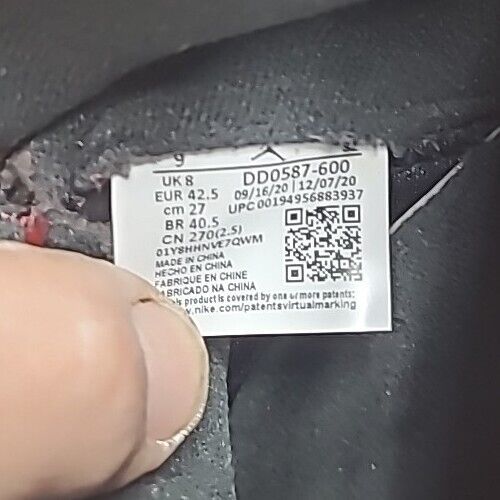 9
UK 8
EUR 42.5
cm 27
BR 40.5
CN 270(2.5)
DD0587-600
09/16/20 | 12/07/20
UPC 00194956883937
01Y8HHNVE7QWM
MADE IN CHINA
HECHO EN CHINA
FABRIQUE EN CHINE
FABRICADO NA CHINA
product is covered by one or more patents:
.nike.com/patentsvirtualmarking